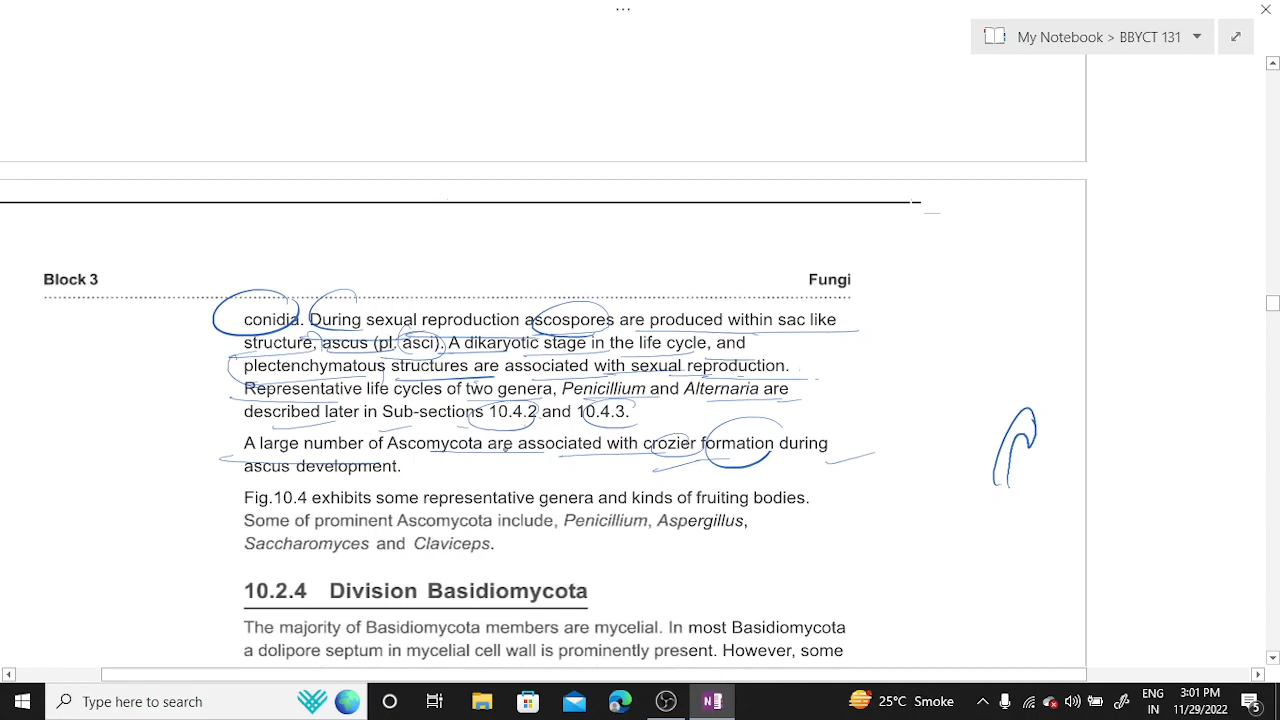 ...
My Notebook > BBYCT 131
Block 3
Fungi
conidia. During sexual reproduction ascospores are produced within sac like
structure, ascus (pl. asci). A dikaryotic stage in the life cycle, and
plectenchymatous structures are associated with sexual reproduction.
Representative life cycles of two genera, Penicillium and Alternaria are
described later in Sub-sections 10.4.2 and 10.4.3.
A large number of Ascomycota are associated with crozier formation during
ascus development.
Fig.10.4 exhibits some representative genera and kinds of fruiting bodies.
Some of prominent Ascomycota include, Penicillium, Aspergillus,
Saccharomyces and Claviceps.
10.2.4 Division Basidiomycota
The majority of Basidiomycota members are mycelial. In most Basidiomycota
a dolipore septum in mycelial cell wall is prominently present. However, some
Type here to search
25°C Smoke
ENG
IN
3:01 PM
11/29/2022
5